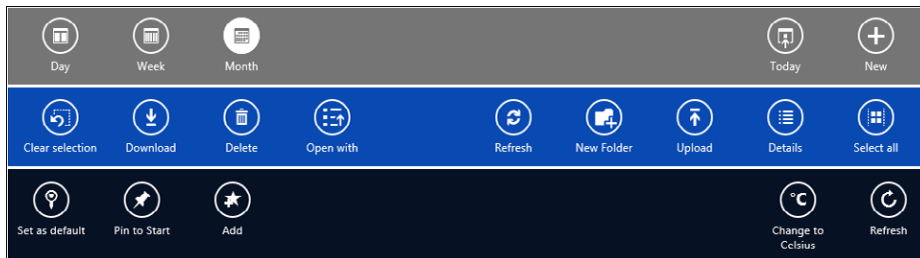 Day Week Month Today New
Clear selection Download Delete Open with Refresh New Folder Upload Details Select all
°C
Set as default Pin to Start Add Change to Celsius Refresh